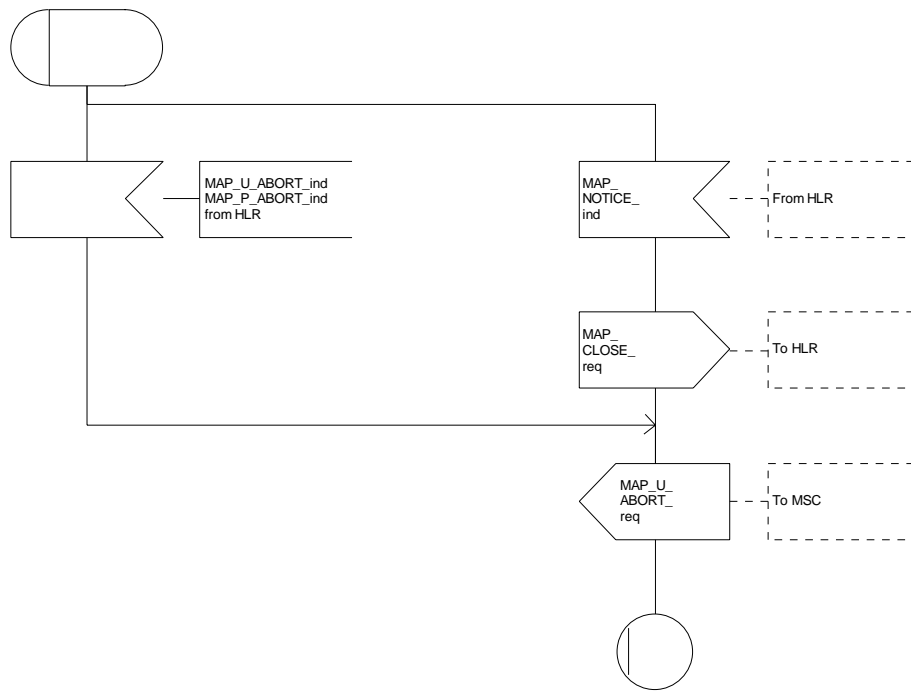 MAP_U_ABORT_ind
MAP_P_ABORT_ind
from HLR
MAP_
NOTICE_
ind
From HLR
MAP_
CLOSE_
req
To HLR
MAP_U_
ABORT_
req
To MSC